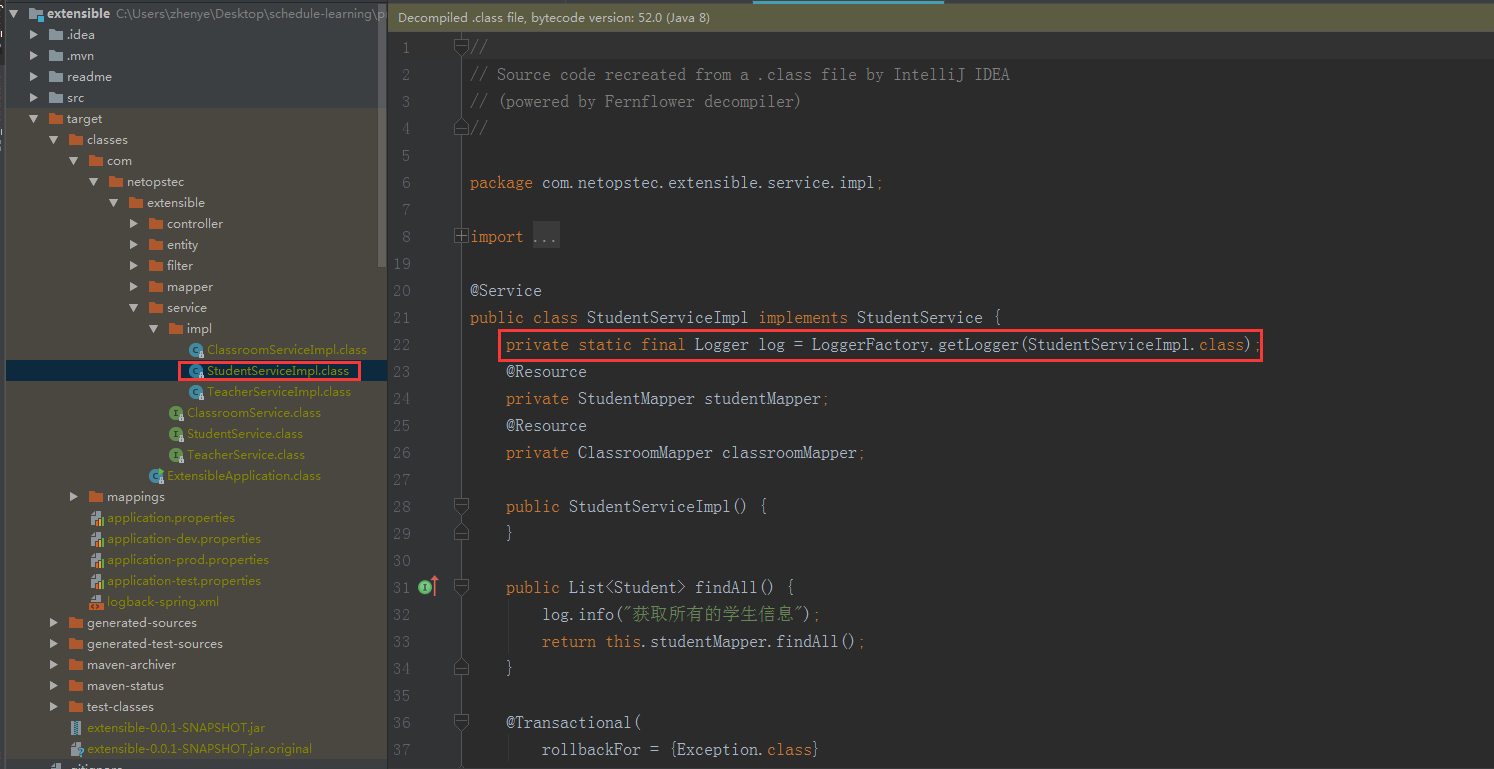 extensible C:\Users\zhenye\Desktop\schedule-learning\p
.idea
.mvn
readme
src
target
classes
com
netopstec
extensible
controller
entity
filter
mapper
service
impl
ClassroomServiceImpl.class
StudentServiceImpl.class
TeacherServiceImpl.class
ClassroomService.class
StudentService.class
TeacherService.class
ExtensibleApplication.class
mappings
application.properties
application-dev.properties
application-prod.properties
application-test.properties
logback-spring.xml
generated-sources
generated-test-sources
maven-archiver
maven-status
test-classes
extensible-0.0.1-SNAPSHOT.jar
extensible-0.0.1-SNAPSHOT.jar.original
.gitignore
Decompiled .class file, bytecode version: 52.0 (Java 8)
1 //
2 // Source code recreated from a .class file by IntelliJ IDEA
3 // (powered by Fernflower decompiler)
4 //
5
6 package com.netopstec.extensible.service.impl;
7
8 import ...
19
20 @Service
21 public class StudentServiceImpl implements StudentService {
22 private static final Logger log = LoggerFactory.getLogger(StudentServiceImpl.class);
23 @Resource
24 private StudentMapper studentMapper;
25 @Resource
26 private ClassroomMapper classroomMapper;
27
28 public StudentServiceImpl() {
29 }
30
31 public List<Student> findAll() {
32 log.info("获取所有的学生信息");
33 return this.studentMapper.findAll();
34 }
35
36 @Transactional(
37 rollbackFor = {Exception.class}